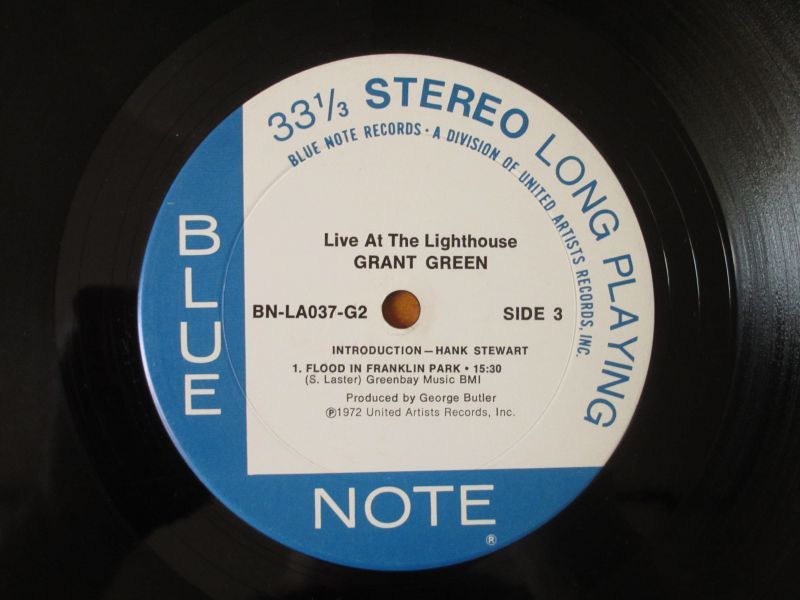 33⅓ STEREO LONG PLAYING
BLUE NOTE RECORDS · A DIVISION OF UNITED ARTISTS RECORDS, INC.
BLUE
Live At The Lighthouse
GRANT GREEN
BN-LA037-G2 SIDE 3
INTRODUCTION—HANK STEWART
1. FLOOD IN FRANKLIN PARK • 15:30
(S. Laster) Greenbay Music BMI
Produced by George Butler
℗1972 United Artists Records, Inc.
NOTE
®